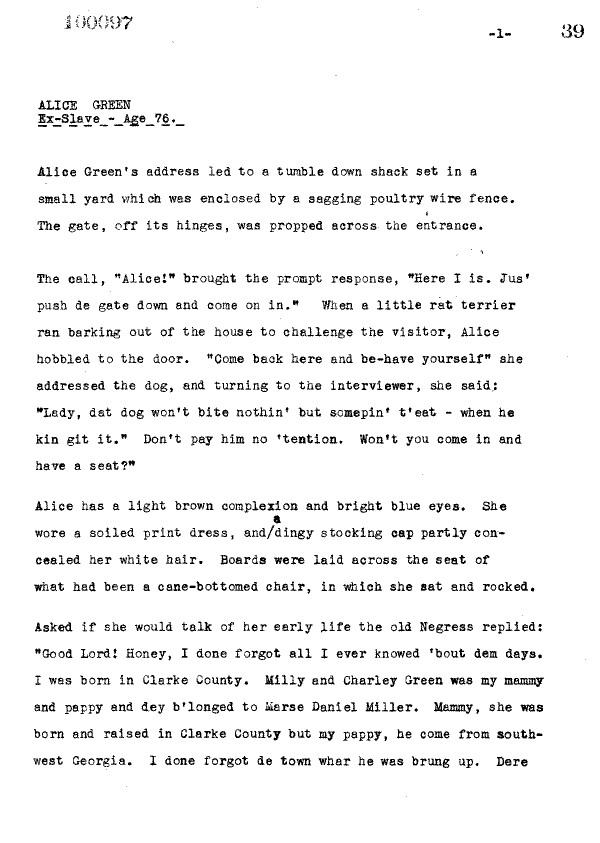 100097
-1- 39
ALICE GREEN
Ex-Slave - Age 76.
Alice Green's address led to a tumble down shack set in a
small yard which was enclosed by a sagging poultry wire fence.
The gate, off its hinges, was propped across the entrance.
The call, "Alice!" brought the prompt response, "Here I is. Jus'
push de gate down and come on in." When a little rat terrier
ran barking out of the house to challenge the visitor, Alice
hobbled to the door. "Come back here and be-have yourself" she
addressed the dog, and turning to the interviewer, she said:
"Lady, dat dog won't bite nothin' but somepin' t'eat - when he
kin git it." Don't pay him no 'tention. Won't you come in and
have a seat?"
Alice has a light brown complexion and bright blue eyes. She
a
wore a soiled print dress, and/dingy stocking cap partly con-
cealed her white hair. Boards were laid across the seat of
what had been a cane-bottomed chair, in which she sat and rocked.
Asked if she would talk of her early life the old Negress replied:
"Good Lord! Honey, I done forgot all I ever knowed 'bout dem days.
I was born in Clarke County. Milly and Charley Green was my mammy
and pappy and dey b'longed to Marse Daniel Miller. Mammy, she was
born and raised in Clarke County but my pappy, he come from south-
west Georgia. I done forgot de town whar he was brung up. Dere